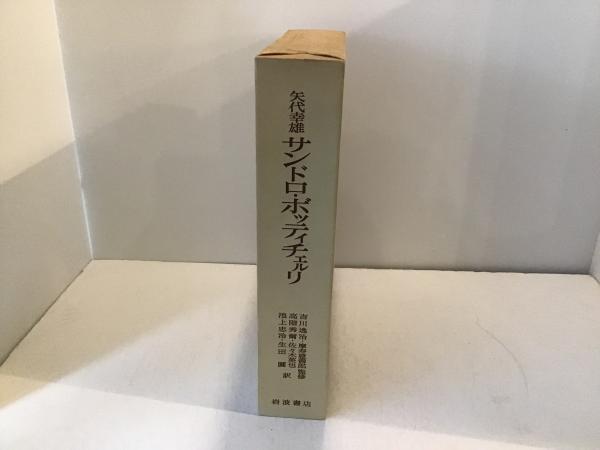 矢代幸雄
サンドロ・ボッティチェルリ
吉川逸治・摩寿意善郎 監修
高階秀爾・佐々木英也
池上忠治・生田圓 訳
岩波書店